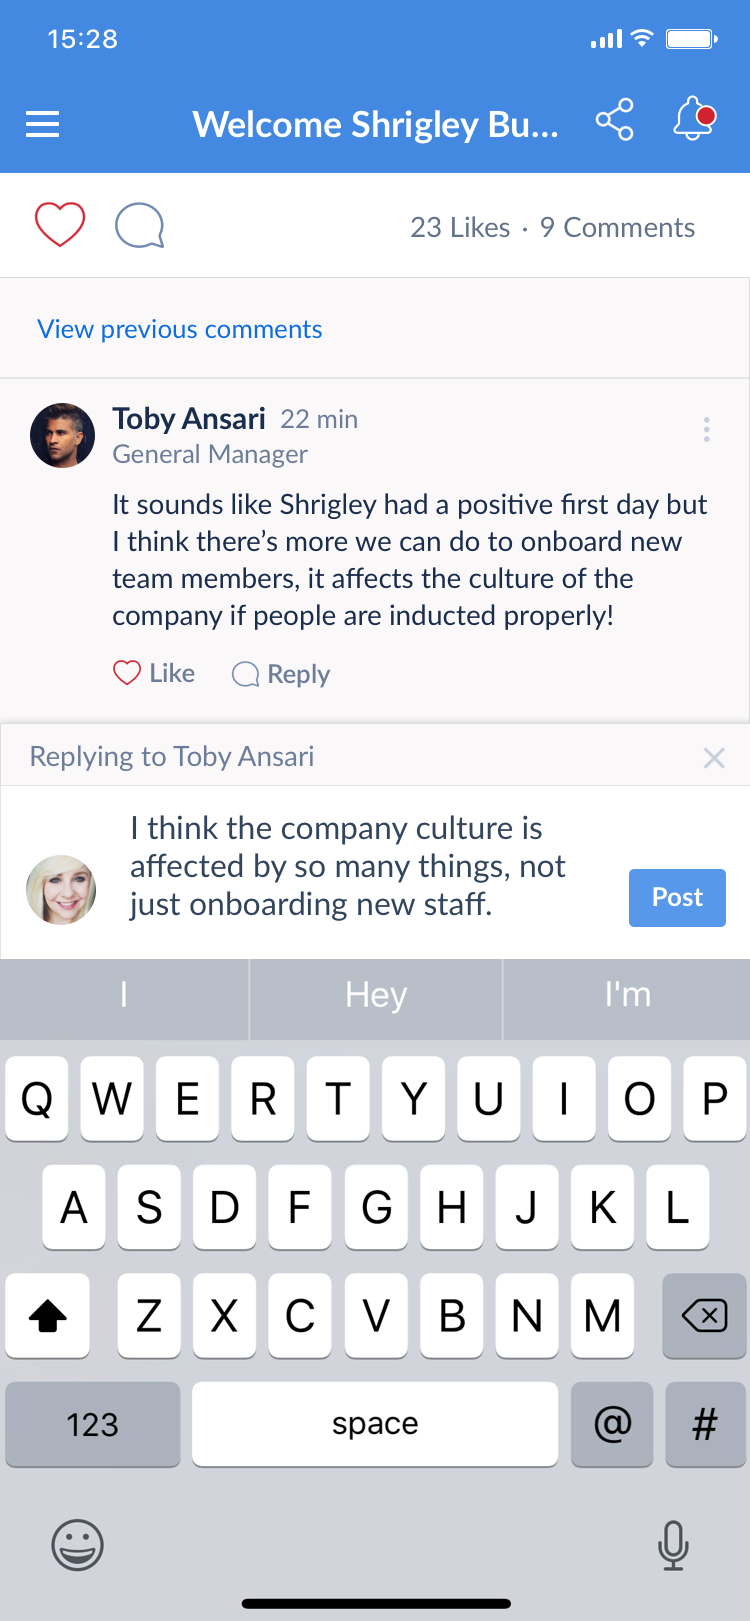 15:28
Welcome Shrigley Bu...
23 Likes · 9 Comments
View previous comments
Toby Ansari 22 min
General Manager
It sounds like Shrigley had a positive first day but
I think there’s more we can do to onboard new
team members, it affects the culture of the
company if people are inducted properly!
Like Reply
Replying to Toby Ansari
I think the company culture is
affected by so many things, not
just onboarding new staff.
Post
I Hey I'm
Q W E R T Y U I O P
A S D F G H J K L
Z X C V B N M
123 space @ #